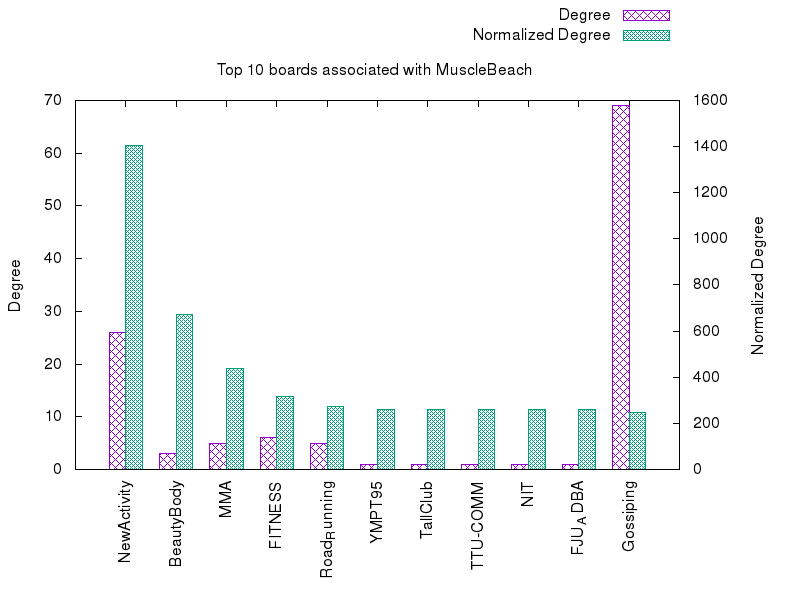 Degree
Normalized Degree
Top 10 boards associated with MuscleBeach
70
60
50
40
30
20
10
0
1600
1400
1200
1000
800
600
400
200
0
Degree
Normalized Degree
NewActivity
BeautyBody
MMA
FITNESS
RoadRunning
YMPT95
TallClub
TTU-COMM
NIT
FJUADBA
Gossiping